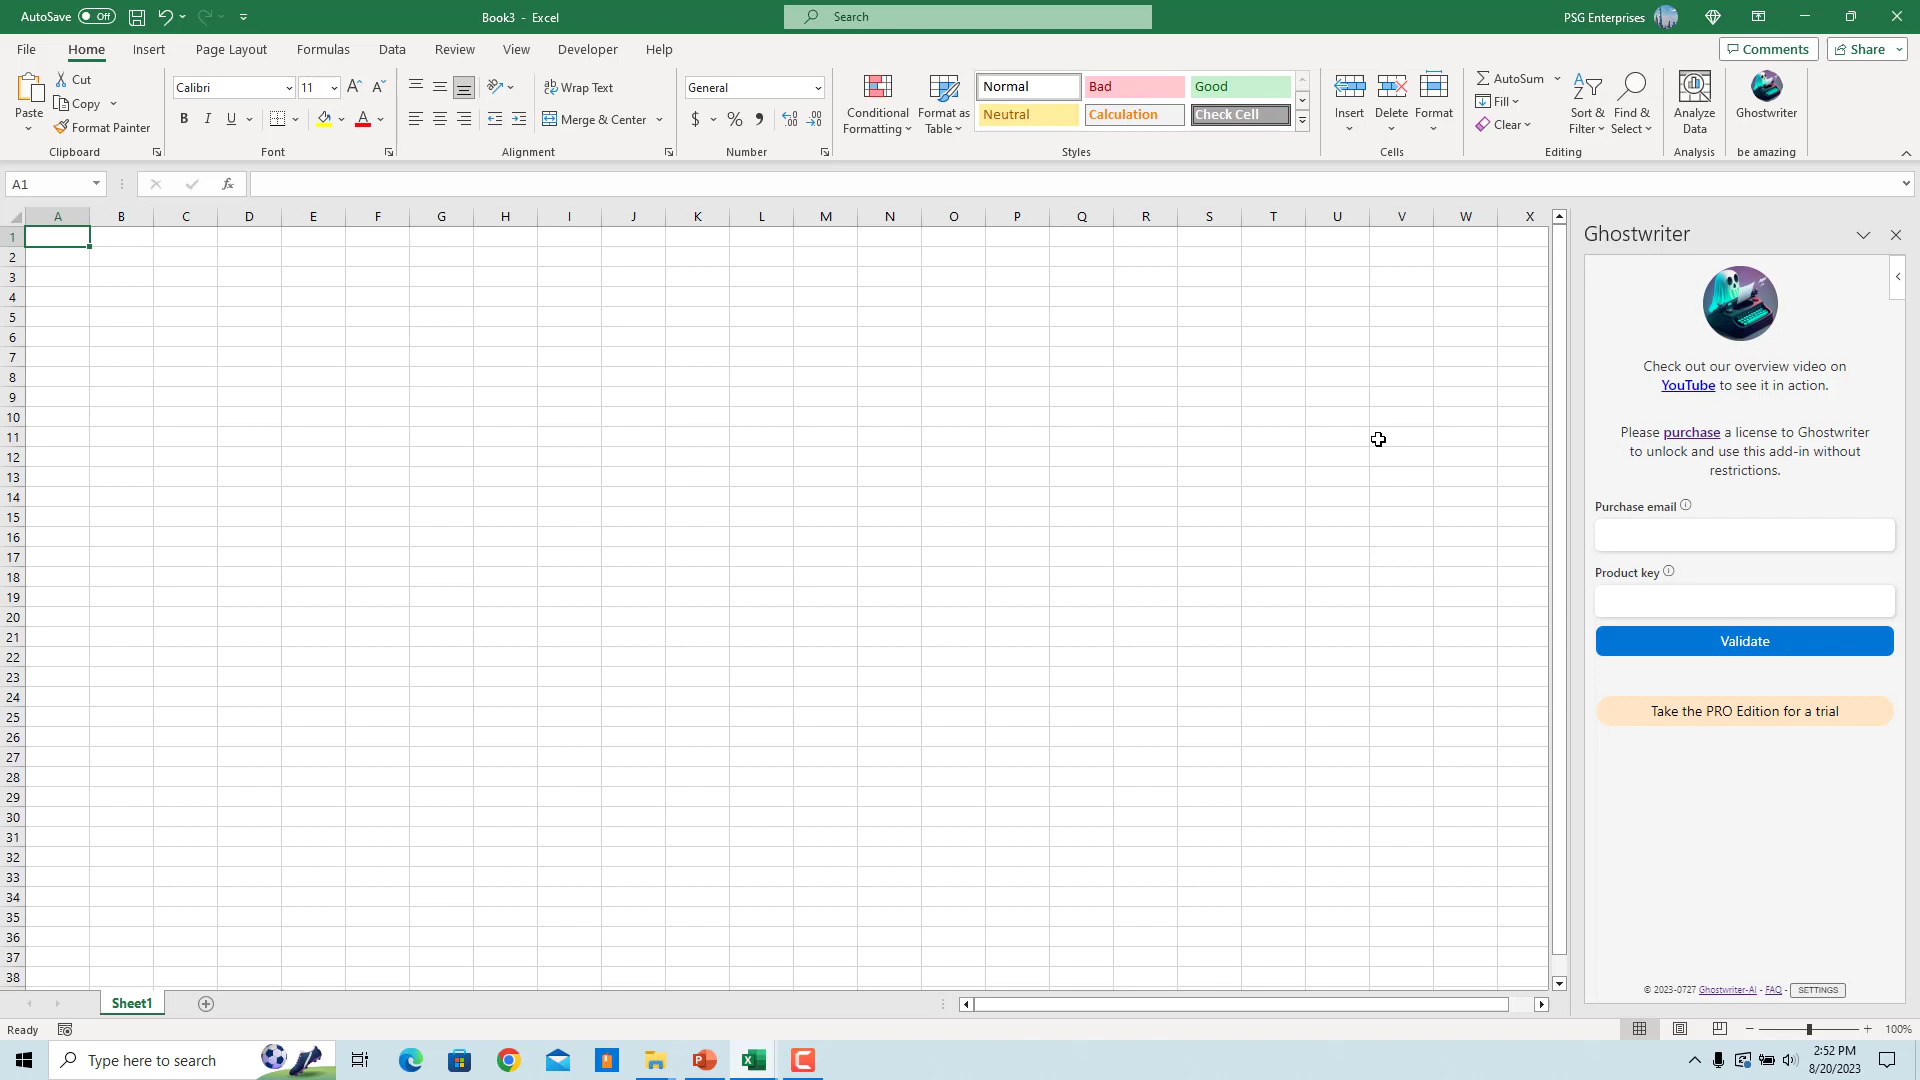 AutoSave Off Book3 - Excel Search PSG Enterprises
File Home Insert Page Layout Formulas Data Review View Developer Help Comments Share
Paste Cut Copy Format Painter Clipboard
Calibri 11 B I U A A A Font
Wrap Text Merge & Center Alignment
General $ % 9 Number
Conditional Formatting Format as Table Normal Bad Good Neutral Calculation Check Cell Styles
Insert Delete Format Cells
AutoSum Fill Clear Sort & Filter Find & Select Editing
Analyze Data Analysis
Ghostwriter be amazing
A1 fx
A B C D E F G H I J K L M N O P Q R S T U V W X
1
2
3
4
5
6
7
8
9
10
11
12
13
14
15
16
17
18
19
20
21
22
23
24
25
26
27
28
29
30
31
32
33
34
35
36
37
38
Ghostwriter
Check out our overview video on
YouTube to see it in action.
Please purchase a license to Ghostwriter
to unlock and use this add-in without
restrictions.
Purchase email
Product key
Validate
Take the PRO Edition for a trial
© 2023-0727 Ghostwriter-AI - FAQ - SETTINGS
Sheet1
Ready 100%
Type here to search 2:52 PM
8/20/2023